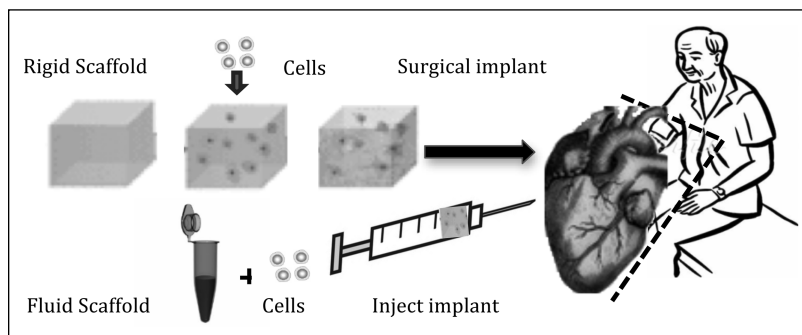 Rigid Scaffold
Cells
Surgical implant
Fluid Scaffold
Cells
Inject implant